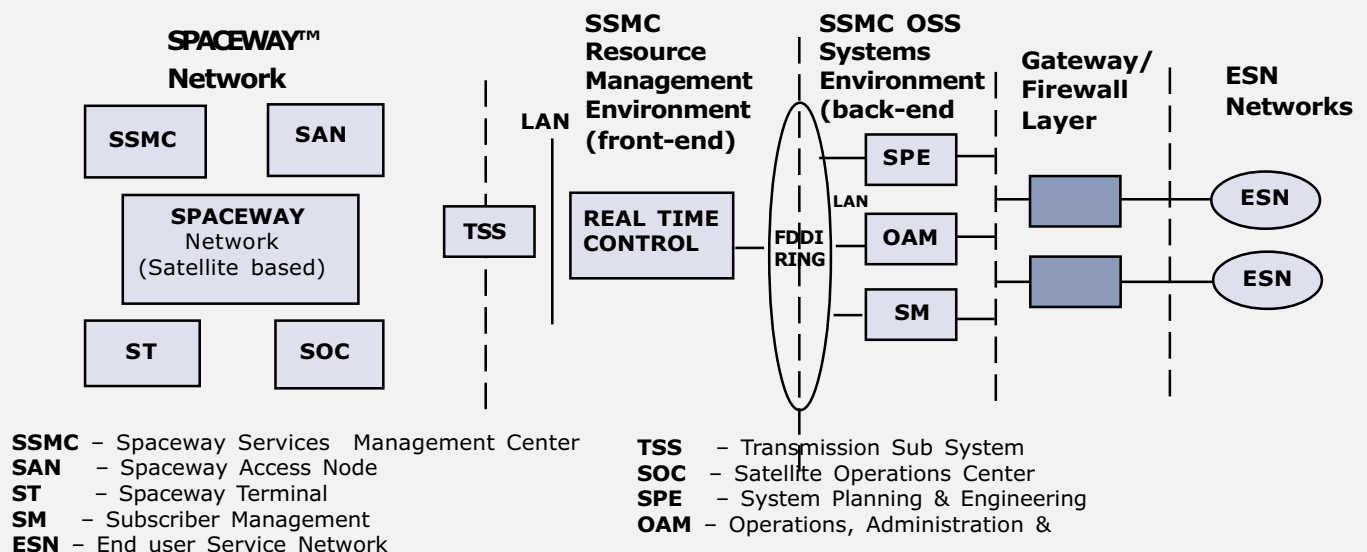 SPACEWAY™
Network
SSMC
SAN
SPACEWAY
Network
(Satellite based)
ST
SOC
TSS
LAN
SSMC
Resource
Management
Environment
(front-end)
REAL TIME
CONTROL
FDDI
RING
SSMC OSS
Systems
Environment
(back-end
SPE
LAN
OAM
SM
Gateway/
Firewall
Layer
ESN
Networks
ESN
ESN
SSMC – Spaceway Services Management Center
SAN – Spaceway Access Node
ST – Spaceway Terminal
SM – Subscriber Management
ESN – End user Service Network
TSS – Transmission Sub System
SOC – Satellite Operations Center
SPE – System Planning & Engineering
OAM – Operations, Administration &